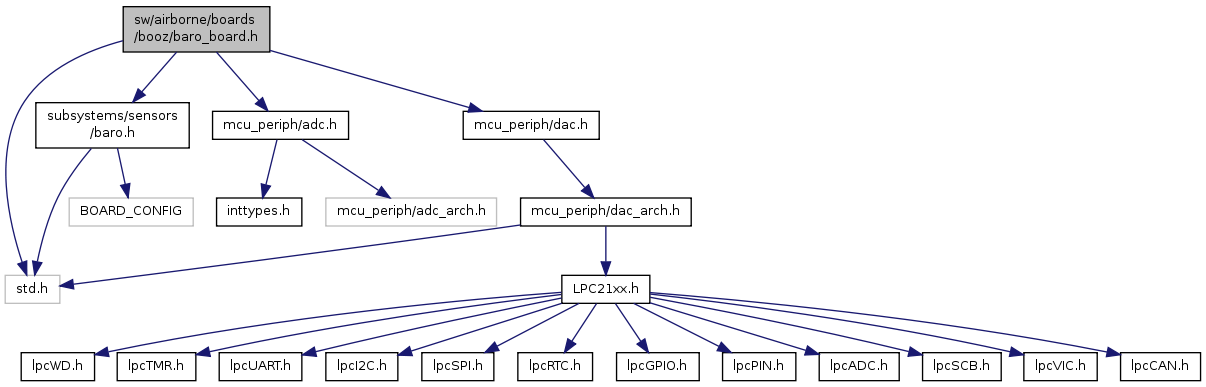 sw/airborne/boards
/booz/baro_board.h
subsystems/sensors
/baro.h
mcu_periph/adc.h
mcu_periph/dac.h
BOARD_CONFIG
inttypes.h
mcu_periph/adc_arch.h
mcu_periph/dac_arch.h
std.h
LPC21xx.h
lpcWD.h
lpcTMR.h
lpcUART.h
lpcI2C.h
lpcSPI.h
lpcRTC.h
lpcGPIO.h
lpcPIN.h
lpcADC.h
lpcSCB.h
lpcVIC.h
lpcCAN.h